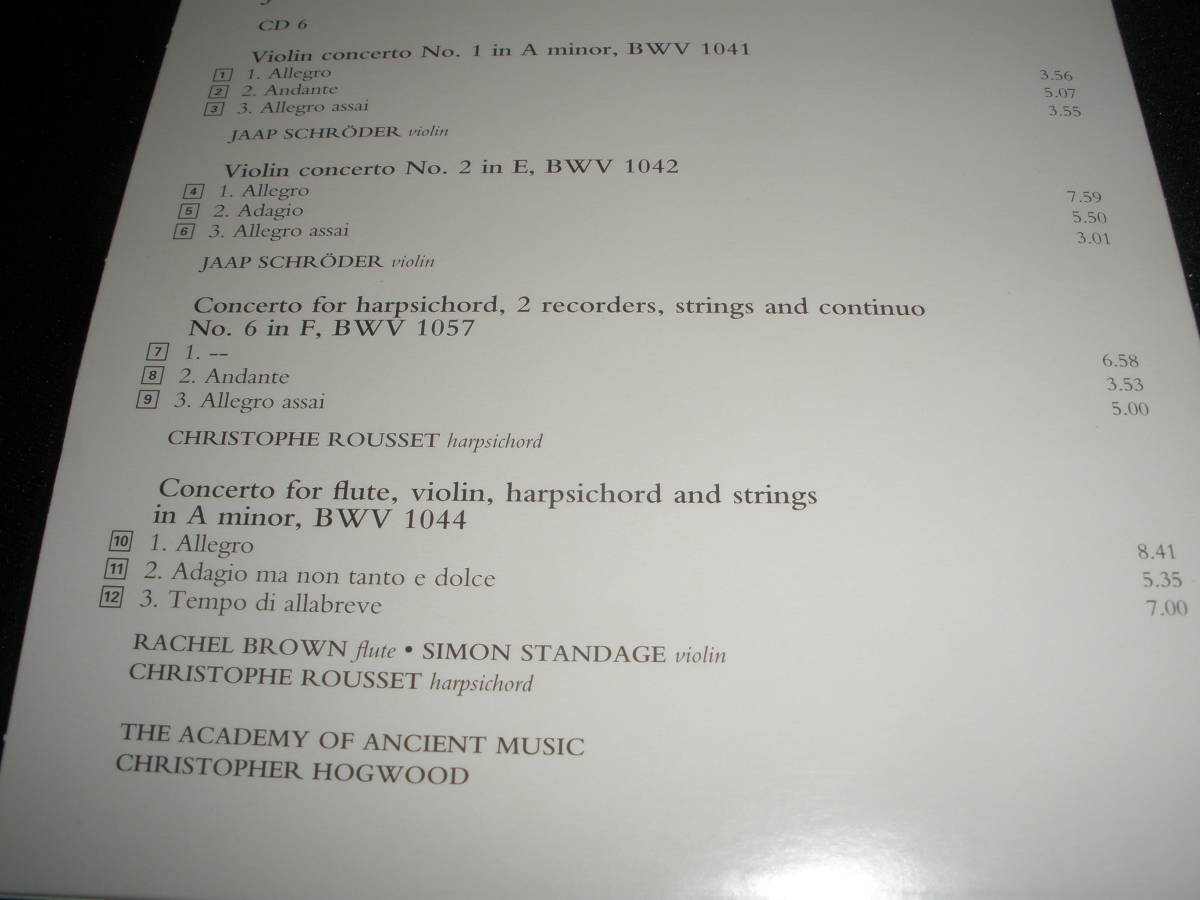 CD 6
Violin concerto No. 1 in A minor, BWV 1041
1 1. Allegro 3.56
2 2. Andante 5.07
3 3. Allegro assai 3.55
JAAP SCHRÖDER violin
Violin concerto No. 2 in E, BWV 1042
4 1. Allegro 7.59
5 2. Adagio 5.50
6 3. Allegro assai 3.01
JAAP SCHRÖDER violin
Concerto for harpsichord, 2 recorders, strings and continuo
No. 6 in F, BWV 1057
7 1. -- 6.58
8 2. Andante 3.53
9 3. Allegro assai 5.00
CHRISTOPHE ROUSSET harpsichord
Concerto for flute, violin, harpsichord and strings
in A minor, BWV 1044
10 1. Allegro 8.41
11 2. Adagio ma non tanto e dolce 5.35
12 3. Tempo di allabreve 7.00
RACHEL BROWN flute • SIMON STANDAGE violin
CHRISTOPHE ROUSSET harpsichord
THE ACADEMY OF ANCIENT MUSIC
CHRISTOPHER HOGWOOD